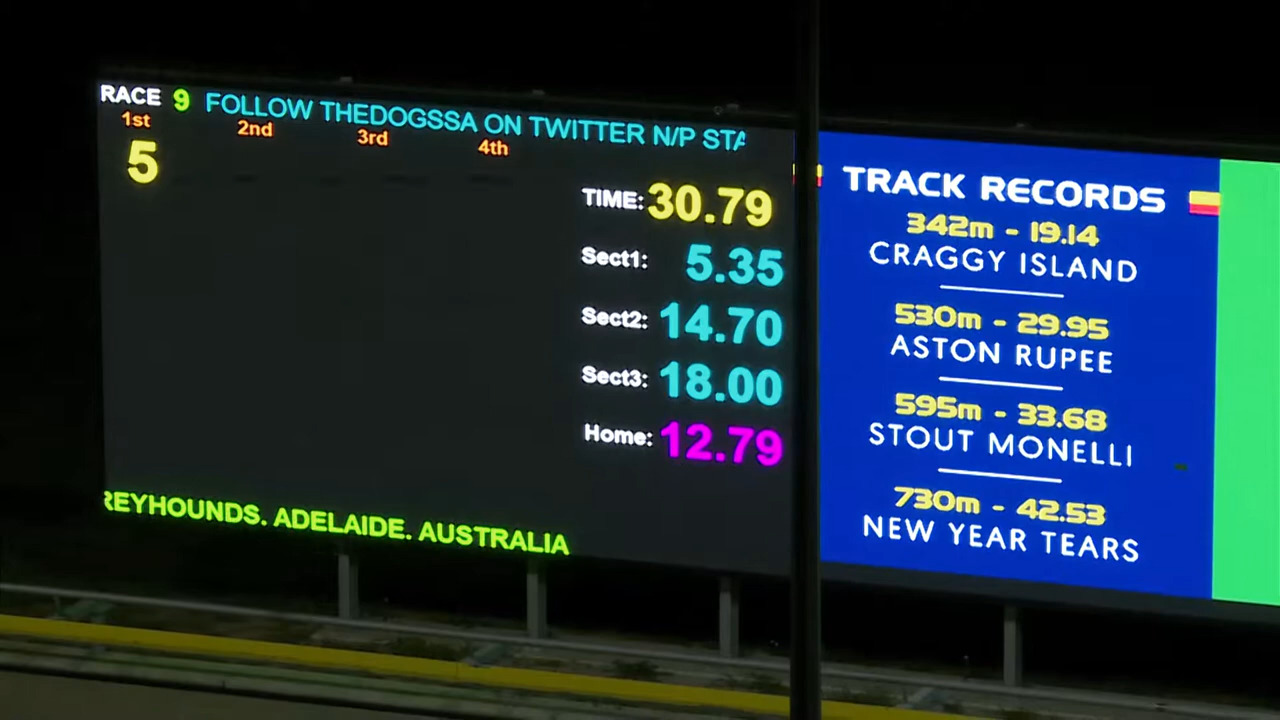 RACE 9 FOLLOW THEDOGSSA ON TWITTER N/P STA
1st 2nd 3rd 4th
5
TIME: 30.79
Sect1: 5.35
Sect2: 14.70
Sect3: 18.00
Home: 12.79
REYHOUNDS. ADELAIDE. AUSTRALIA
TRACK RECORDS
342m - 19.14
CRAGGY ISLAND
530m - 29.95
ASTON RUPEE
595m - 33.68
STOUT MONELLI
730m - 42.53
NEW YEAR TEARS